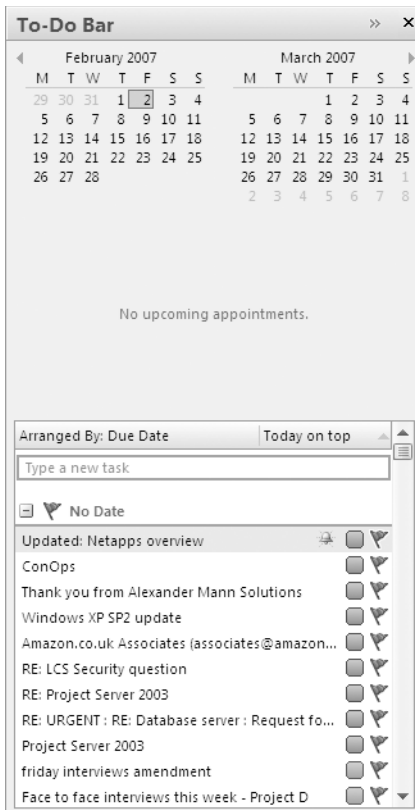 To-Do Bar
February 2007
M T W T F S S
29 30 31 1 2 3 4
5 6 7 8 9 10 11
12 13 14 15 16 17 18
19 20 21 22 23 24 25
26 27 28
March 2007
M T W T F S S
1 2 3 4
5 6 7 8 9 10 11
12 13 14 15 16 17 18
19 20 21 22 23 24 25
26 27 28 29 30 31 1
2 3 4 5 6 7 8
No upcoming appointments.
Arranged By: Due Date Today on top
Type a new task
No Date
Updated: Netapps overview
ConOps
Thank you from Alexander Mann Solutions
Windows XP SP2 update
Amazon.co.uk Associates (associates@amazon...
RE: LCS Security question
RE: Project Server 2003
RE: URGENT : RE: Database server : Request fo...
Project Server 2003
friday interviews amendment
Face to face interviews this week - Project D